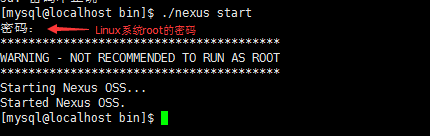 [mysql@localhost bin]$ ./nexus start
密码： Linux系统root的密码
****************************************
WARNING - NOT RECOMMENDED TO RUN AS ROOT
****************************************
Starting Nexus OSS...
Started Nexus OSS.
[mysql@localhost bin]$